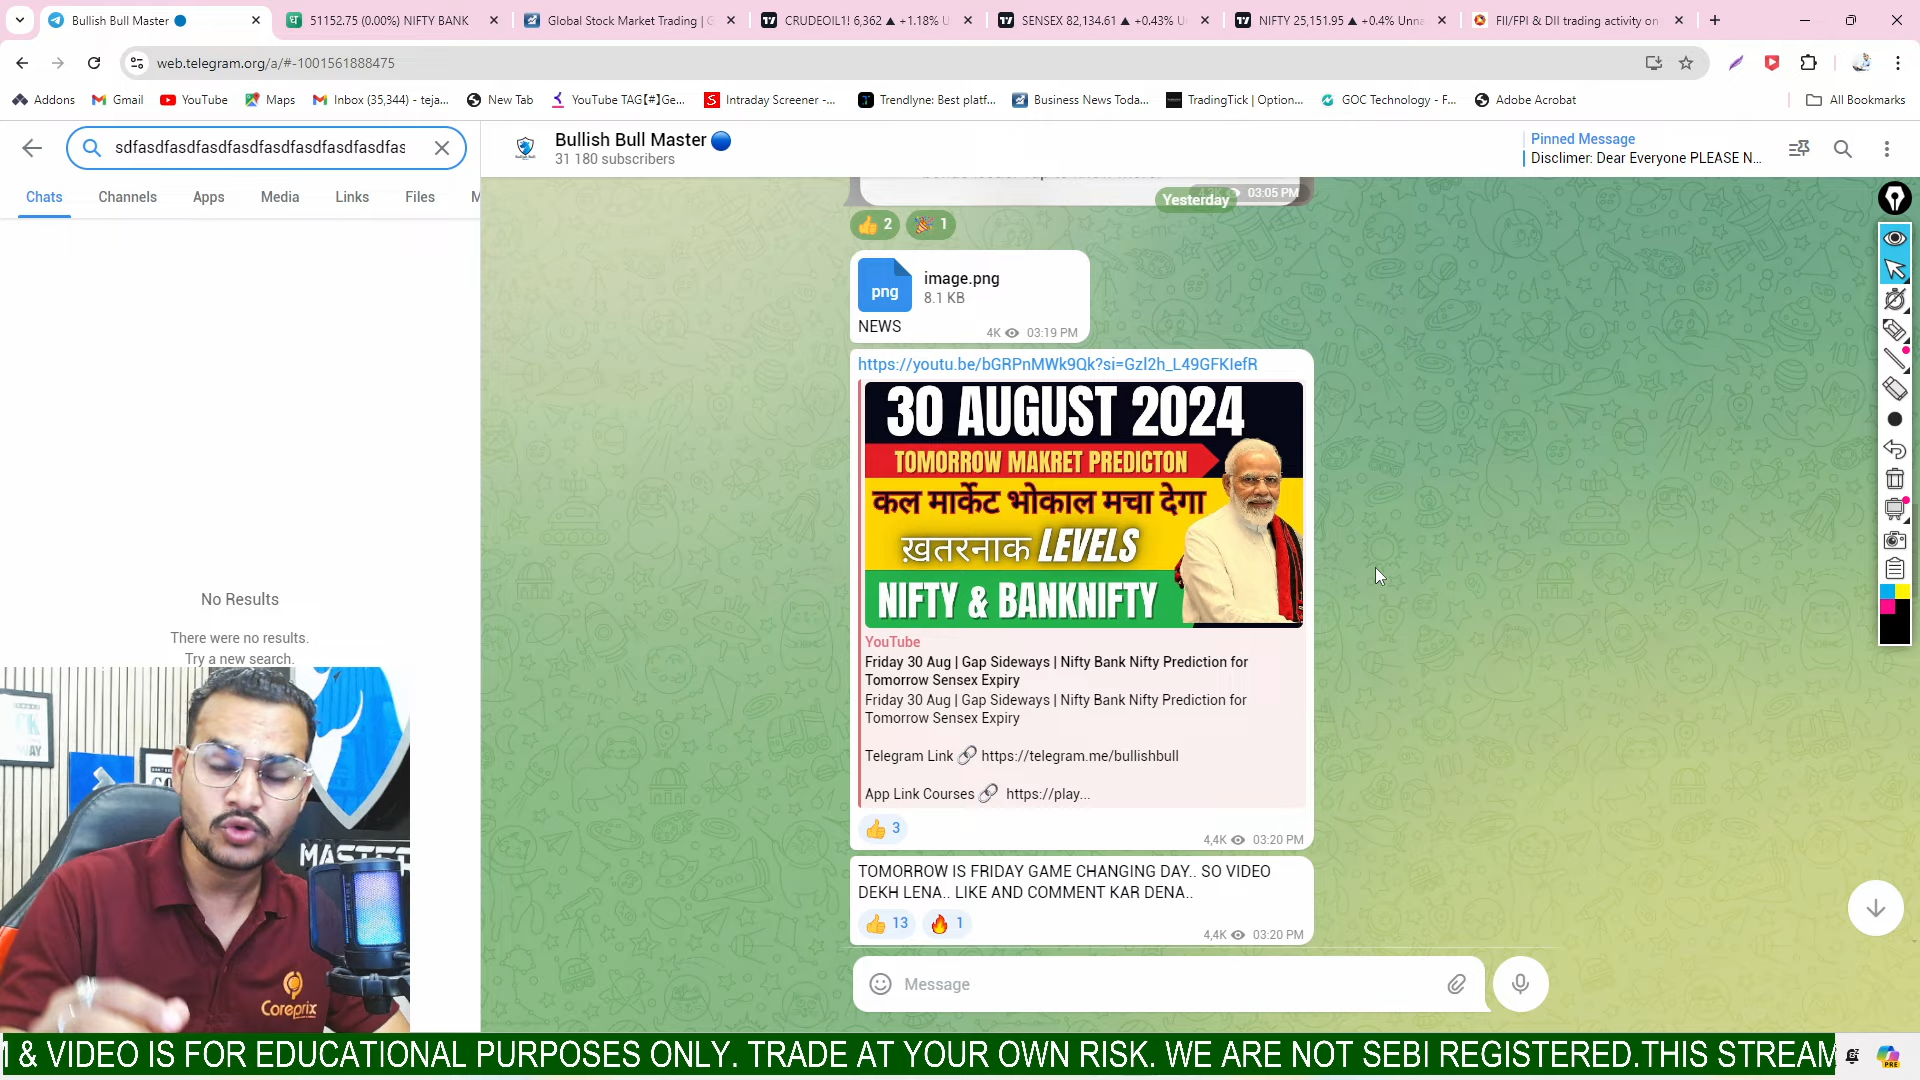 Bullish Bull Master
51152.75 (0.00%) NIFTY BANK
Global Stock Market Trading | G
CRUDEOIL1! 6,362 ▲ +1.18% U
SENSEX 82,134.61 ▲ +0.43% U
NIFTY 25,151.95 ▲ +0.4% Unna
FII/FPI & DII trading activity on
web.telegram.org/a/#-1001561888475
Addons
Gmail
YouTube
Maps
Inbox (35,344) - teja...
New Tab
YouTube TAG【#】Ge...
Intraday Screener -...
Trendlyne: Best platf...
Business News Toda...
TradingTick | Option...
GOC Technology - F...
Adobe Acrobat
All Bookmarks
sdfasdfasdfasdfasdfasdfasdfasdfasdfas
Chats
Channels
Apps
Media
Links
Files
M
No Results
There were no results.
Try a new search.
Bullish Bull Master
31 180 subscribers
Pinned Message
Disclimer: Dear Everyone PLEASE N...
03:05 PM
Yesterday
2
1
png
image.png
8.1 KB
NEWS
4K 03:19 PM
https://youtu.be/bGRPnMWk9Qk?si=Gzl2h_L49GFKIefR
30 AUGUST 2024
TOMORROW MAKRET PREDICTON
कल मार्केट भोकाल मचा देगा
ख़तरनाक LEVELS
NIFTY & BANKNIFTY
YouTube
Friday 30 Aug | Gap Sideways | Nifty Bank Nifty Prediction for
Tomorrow Sensex Expiry
Friday 30 Aug | Gap Sideways | Nifty Bank Nifty Prediction for
Tomorrow Sensex Expiry
Telegram Link https://telegram.me/bullishbull
App Link Courses https://play...
3
4,4K 03:20 PM
TOMORROW IS FRIDAY GAME CHANGING DAY.. SO VIDEO
DEKH LENA.. LIKE AND COMMENT KAR DENA..
13
1
4,4K 03:20 PM
Message
MASTER
Coreprix
& VIDEO IS FOR EDUCATIONAL PURPOSES ONLY. TRADE AT YOUR OWN RISK. WE ARE NOT SEBI REGISTERED.THIS STREAM
PRE